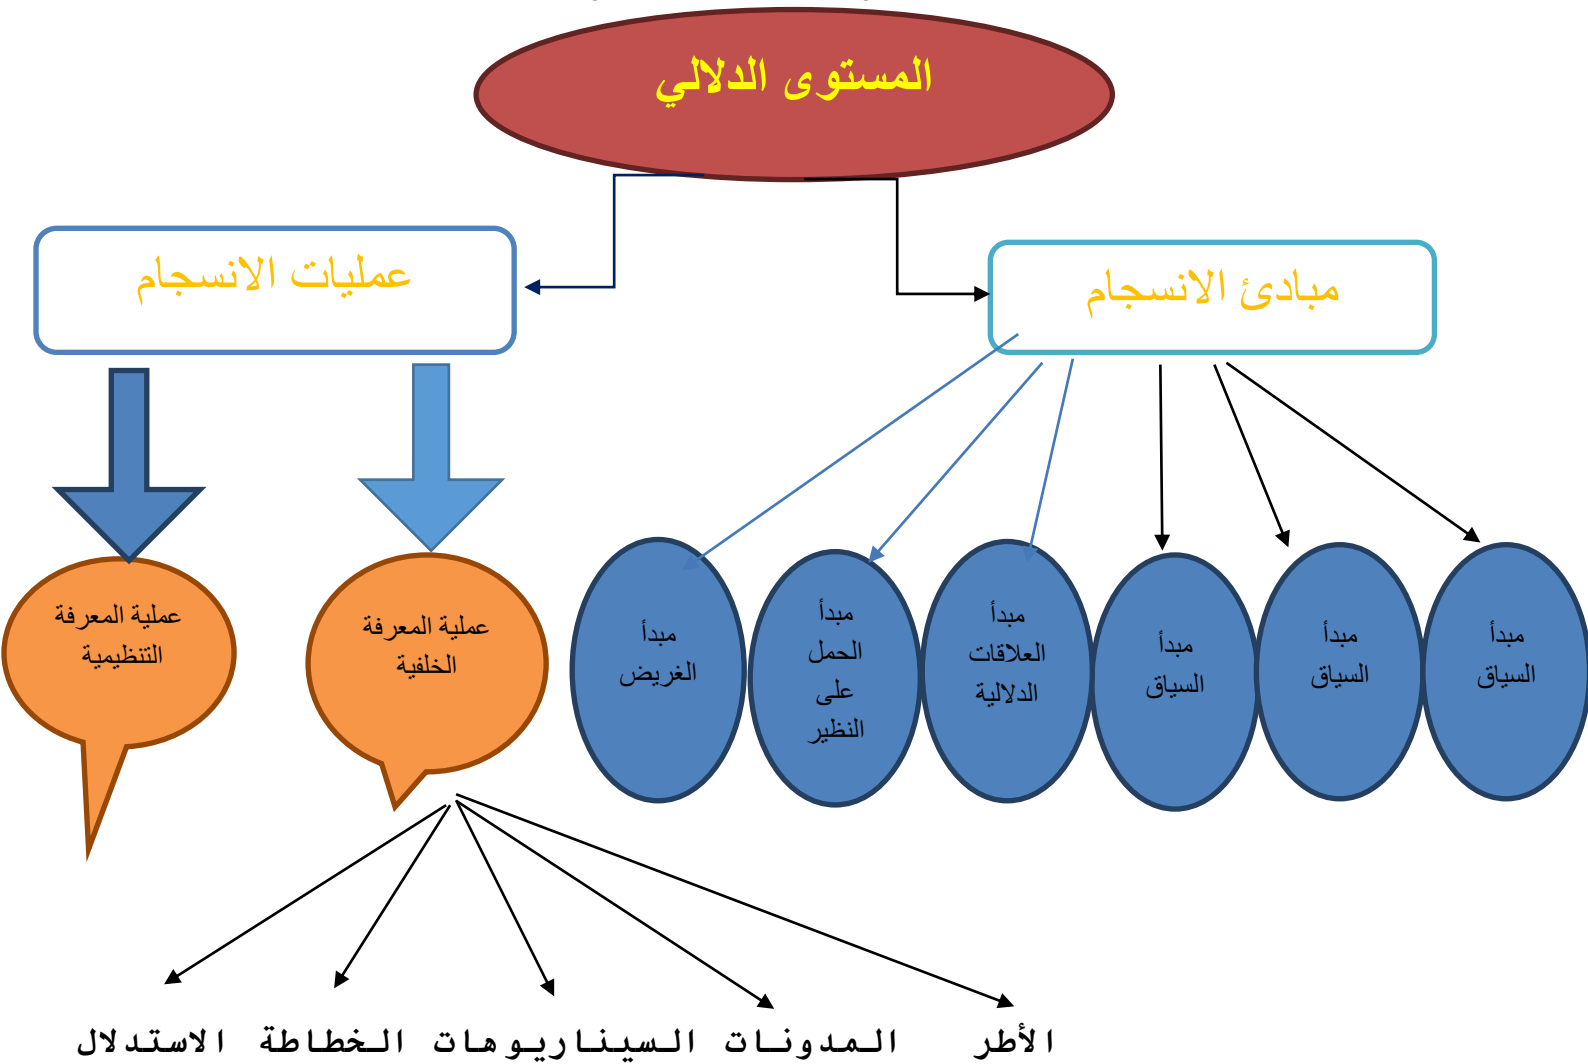 المستوى الدلالي
مبادئ الانسجام
عمليات الانسجام
مبدأ
السياق
مبدأ
السياق
مبدأ
السياق
مبدأ
العلاقات
الدلالية
مبدأ
الحمل
على
النظير
مبدأ
الغريض
عملية المعرفة
الخلفية
عملية المعرفة
التنظيمية
الأطر المدونات السيناريوهات الخطاطة الاستدلال